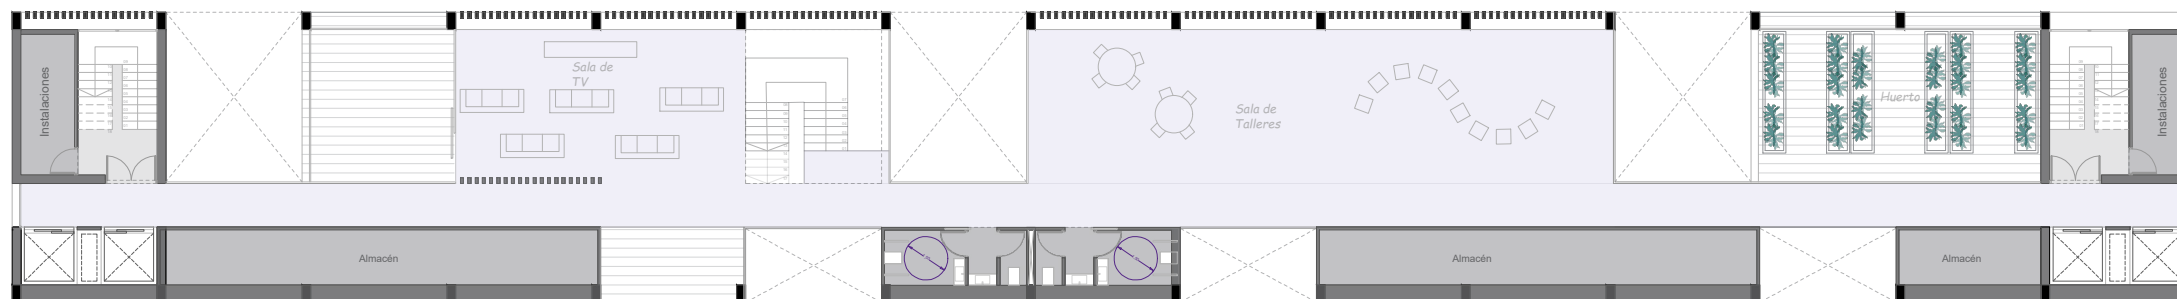 Instalaciones
Sala de
TV
Sala de
Talleres
Huerto
Instalaciones
Almacén
Almacén
Almacén